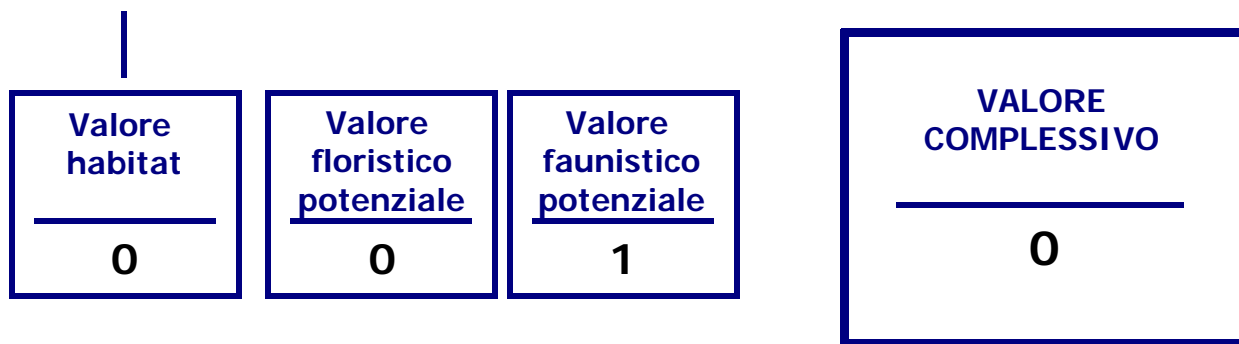 Valore
habitat
0
Valore
floristico
potenziale
0
Valore
faunistico
potenziale
1
VALORE
COMPLESSIVO
0